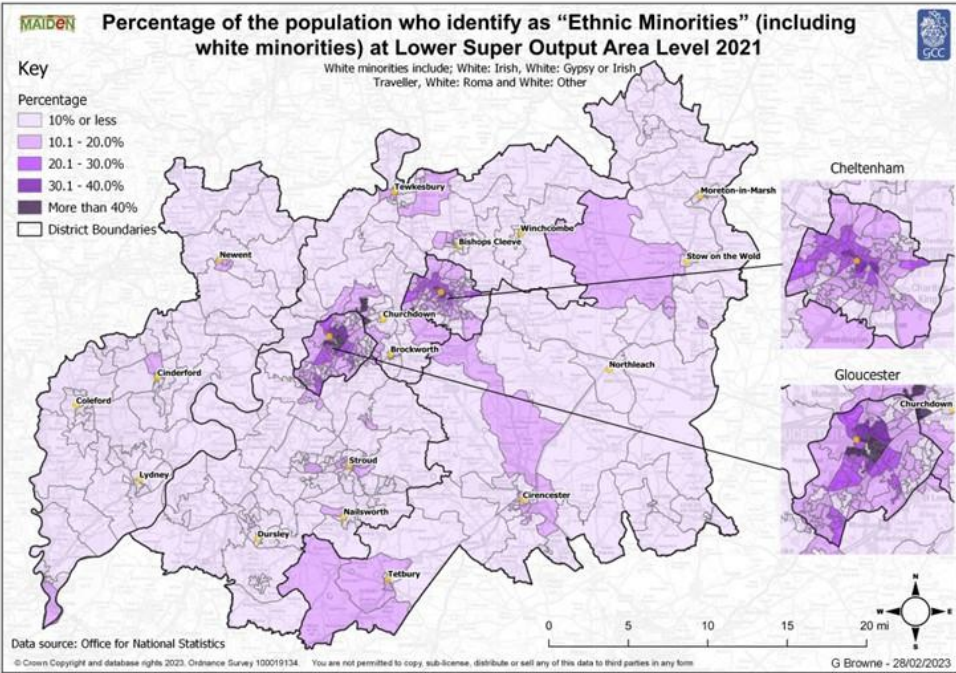 MAIDEN
Percentage of the population who identify as “Ethnic Minorities” (including
white minorities) at Lower Super Output Area Level 2021
GCC
White minorities include; White: Irish, White: Gypsy or Irish
Traveller, White: Roma and White: Other
Key
Percentage
10% or less
10.1 - 20.0%
20.1 - 30.0%
30.1 - 40.0%
More than 40%
District Boundaries
Tewkesbury
Moreton-in-Marsh
Winchcombe
Bishops Cleeve
Stow on the Wold
Newent
Churchdown
Brockworth
Northleach
Cinderford
Coleford
Lydney
Stroud
Nailsworth
Cirencester
Dursley
Tetbury
Cheltenham
Gloucester
Churchdown
N
W
E
S
0 5 10 15 20 mi
Data source: Office for National Statistics
© Crown Copyright and database rights 2023. Ordnance Survey 100019134. You are not permitted to copy, sub-license, distribute or sell any of this data to third parties in any form
G Browne - 28/02/2023